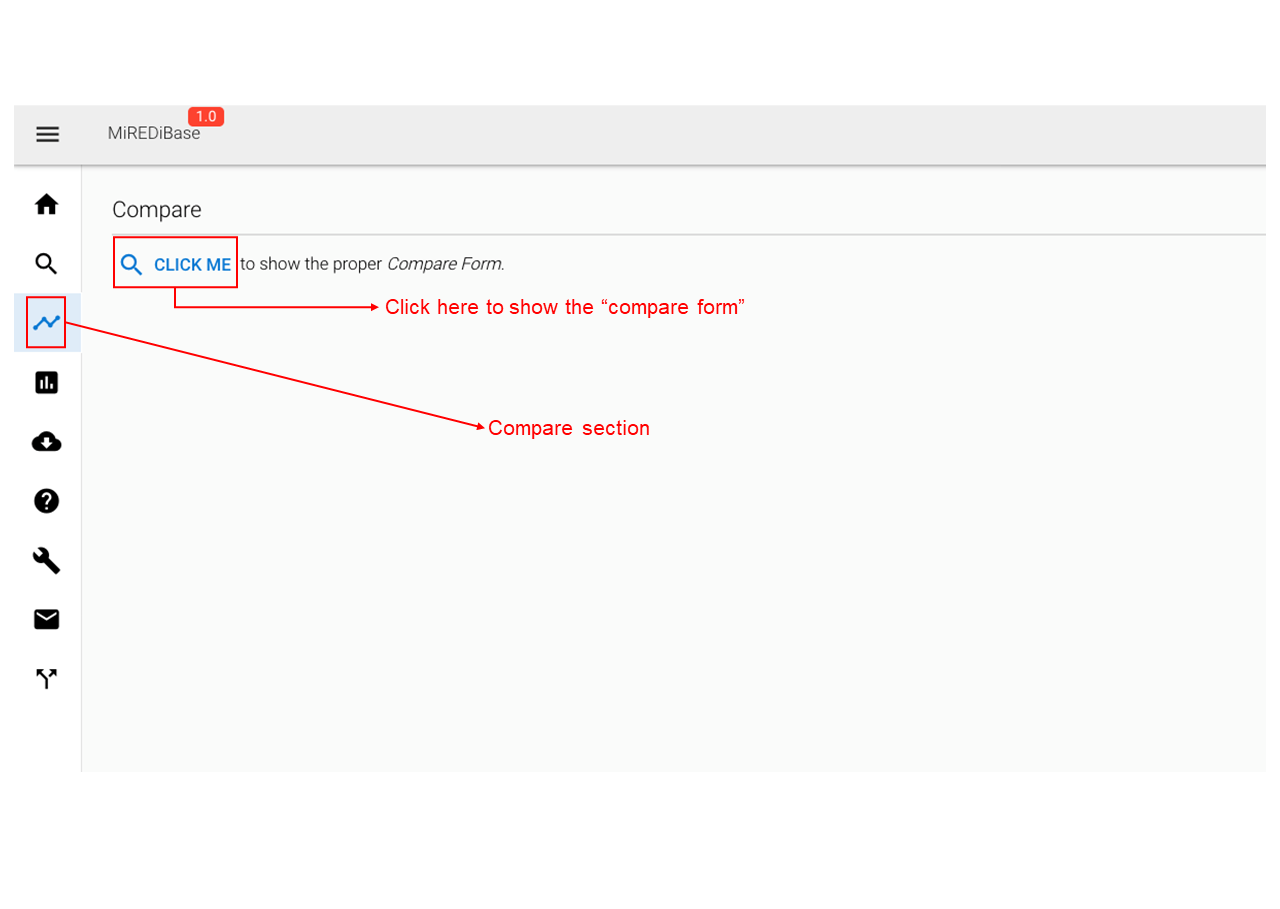 1.0
MiREDiBase
Compare
CLICK ME to show the proper Compare Form.
Click here to show the “compare form”
Compare section